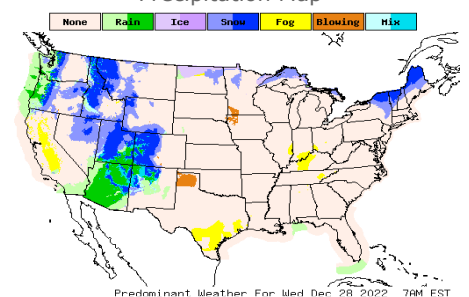 Precipitation Map
None Rain Ice Snow Fog Blowing Mix
Predominant Weather For Wed Dec 28 2022 7AM EST